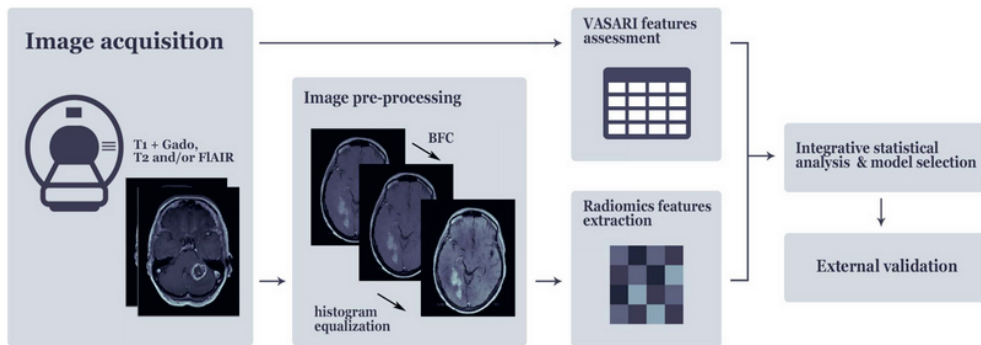 Image acquisition
T1 + Gado,
T2 and/or FlAIR
Image pre-processing
BFC
histogram
equalization)
VASARI features
assessment
Radiomics features
extraction
Integrative statistical
analysis & model selection
External validation